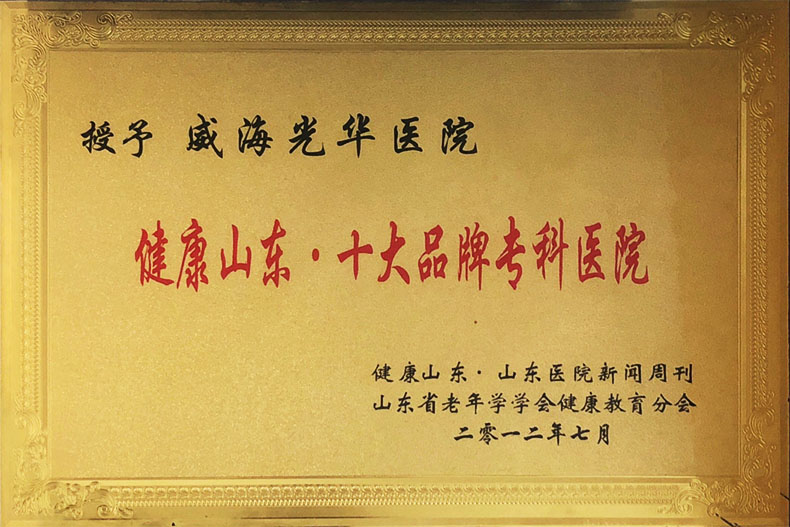 授予 威海光华医院
健康山东·十大品牌专科医院
健康山东·山东医院新闻周刊
山东省老年学学会健康教育分会
二零一二年七月